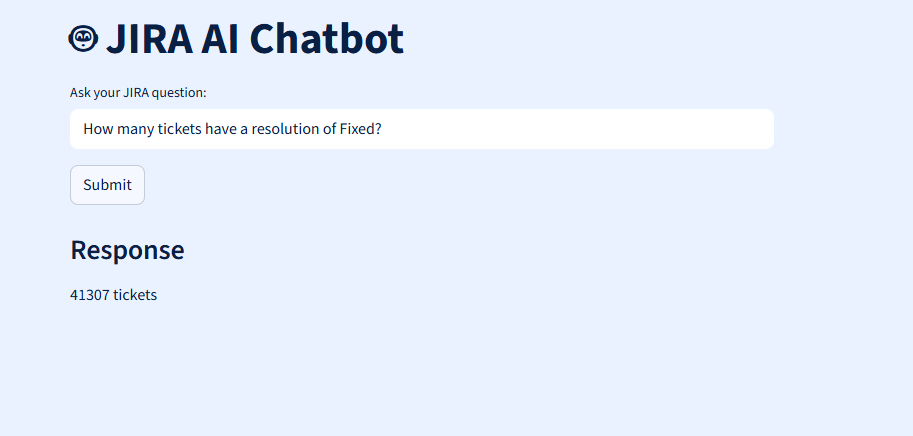 JIRA AI Chatbot
Ask your JIRA question:
How many tickets have a resolution of Fixed?
Submit
Response
41307 tickets